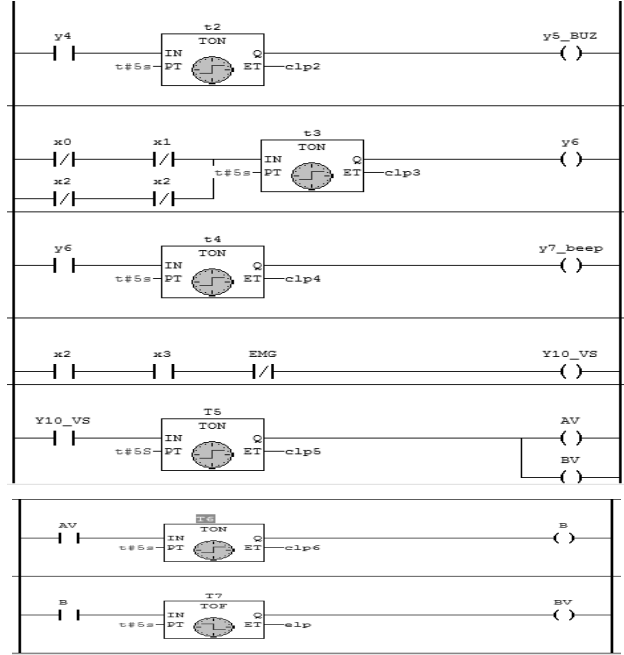 t2
y4 TON y5_BUZ
IN Q
t#5s PT ET clp2
t3
x0 x1 TON y6
IN Q
t#5s PT ET clp3
x2 x2
t4
y6 TON y7_beep
IN Q
t#5s PT ET clp4
x2 x3 EMG Y10_VS
T5
Y10_VS TON AV
IN Q
t#5S PT ET clp5
BV
T6
AV TON B
IN Q
t#5s PT ET clp6
T7
B TOF BV
IN Q
t#5s PT ET elp